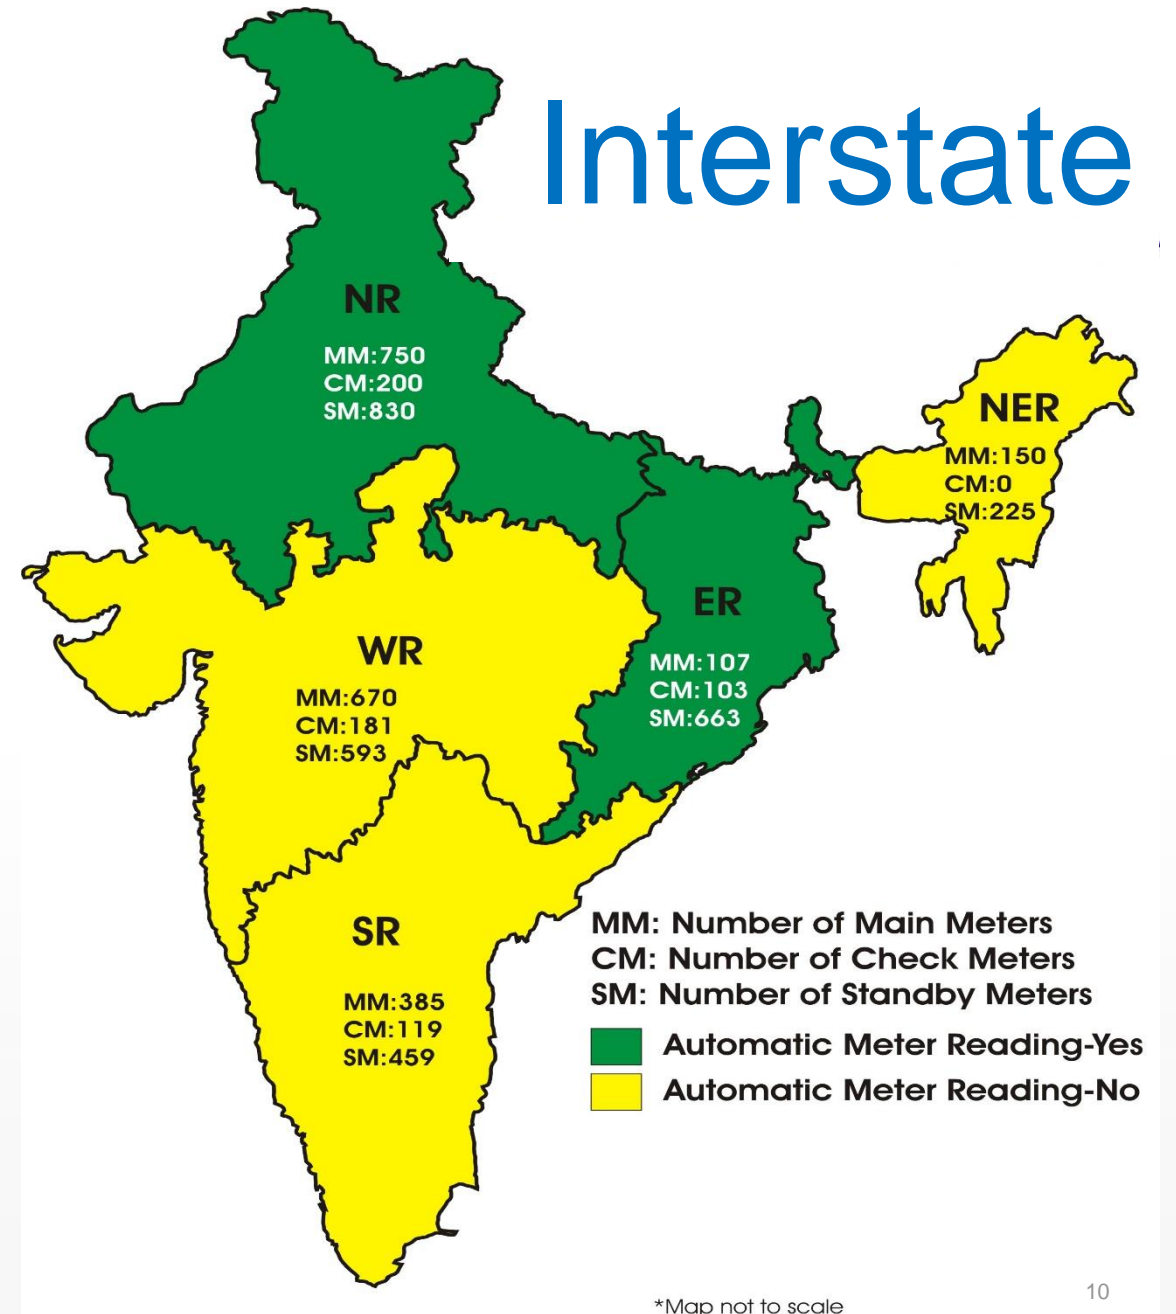 Interstate
NR
MM:750
CM:200
SM:830
NER
MM:150
CM:0
SM:225
ER
MM:107
CM:103
SM:663
WR
MM:670
CM:181
SM:593
SR
MM:385
CM:119
SM:459
MM: Number of Main Meters
CM: Number of Check Meters
SM: Number of Standby Meters
Automatic Meter Reading-Yes
Automatic Meter Reading-No
*Map not to scale
10